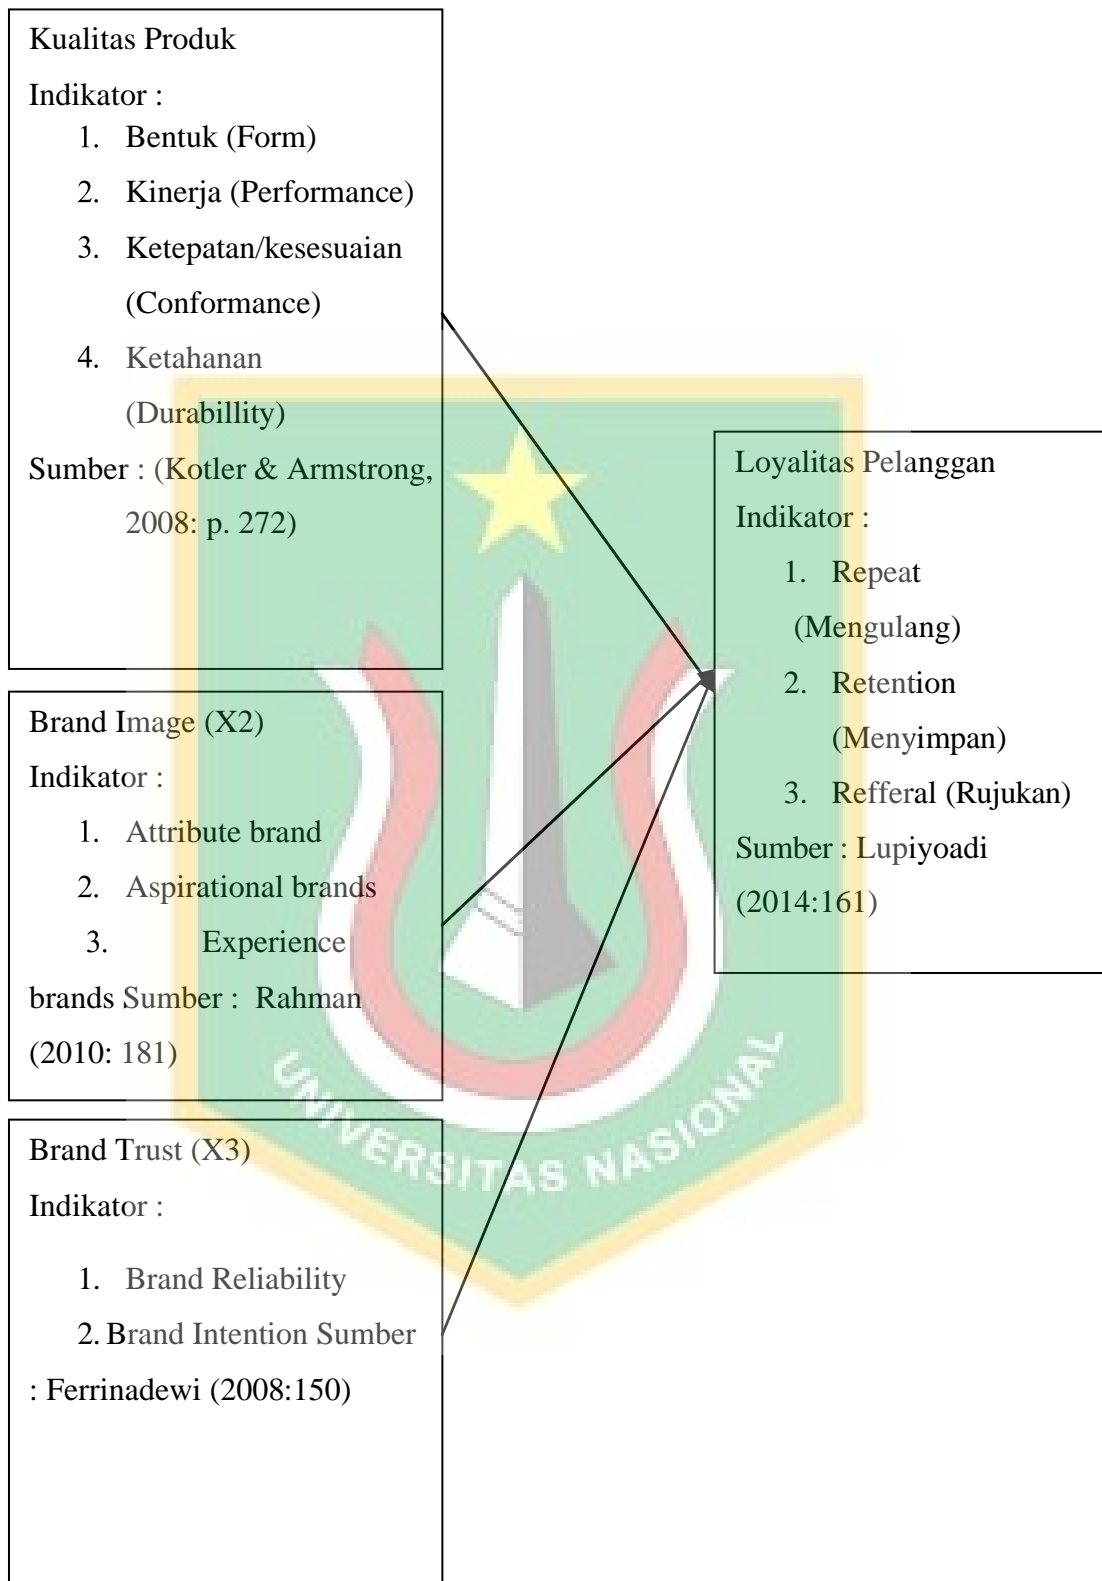 Kualitas Produk
Indikator :
1. Bentuk (Form)
2. Kinerja (Performance)
3. Ketepatan/kesesuaian
(Conformance)
4. Ketahanan
(Durabillity)
Sumber : (Kotler & Armstrong,
2008: p. 272)
Brand Image (X2)
Indikator :
1. Attribute brand
2. Aspirational brands
3. Experience
brands Sumber : Rahman
(2010: 181)
Brand Trust (X3)
Indikator :
1. Brand Reliability
2. Brand Intention Sumber
: Ferrinadewi (2008:150)
Loyalitas Pelanggan
Indikator :
1. Repeat
(Mengulang)
2. Retention
(Menyimpan)
3. Refferal (Rujukan)
Sumber : Lupiyoadi
(2014:161)
UNIVERSITAS NASIONAL